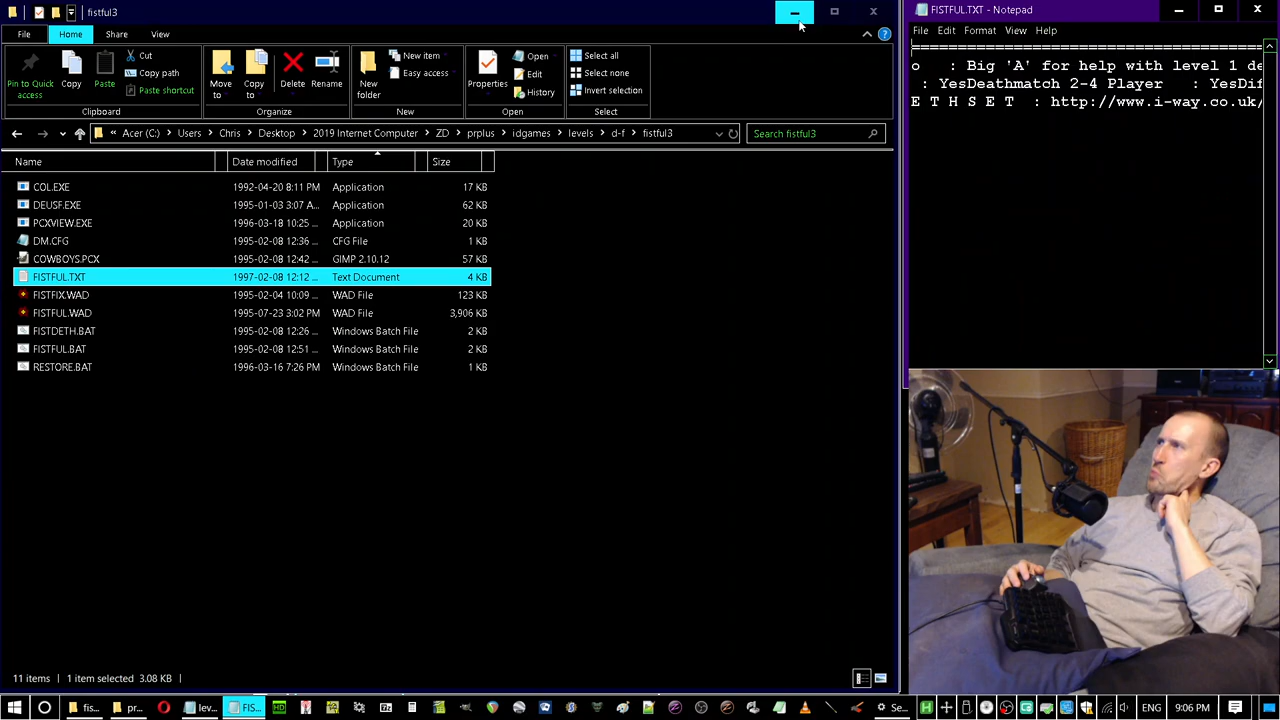 fistful3
File Home Share View
Pin to Quick access
Copy
Paste
Cut
Copy path
Paste shortcut
Clipboard
Move to
Copy to
Delete
Rename
Organize
New folder
New item
Easy access
New
Properties
Open
Edit
History
Open
Select all
Select none
Invert selection
Select
Acer (C:) > Users > Chris > Desktop > 2019 Internet Computer > ZD > prplus > idgames > levels > d-f > fistful3
Search fistful3
Name Date modified Type Size
COL.EXE 1992-04-20 8:11 PM Application 17 KB
DEUSF.EXE 1995-01-03 3:07 A... Application 62 KB
PCXVIEW.EXE 1996-03-18 10:25 ... Application 20 KB
DM.CFG 1995-02-08 12:36 ... CFG File 1 KB
COWBOYS.PCX 1995-02-08 12:42 ... GIMP 2.10.12 57 KB
FISTFUL.TXT 1997-02-08 12:12 ... Text Document 4 KB
FISTFIX.WAD 1995-02-04 10:09 ... WAD File 123 KB
FISTFUL.WAD 1995-07-23 3:02 PM WAD File 3,906 KB
FISTDETH.BAT 1995-02-08 12:26 ... Windows Batch File 2 KB
FISTFUL.BAT 1995-02-08 12:51 ... Windows Batch File 2 KB
RESTORE.BAT 1996-03-16 7:26 PM Windows Batch File 1 KB
11 items 1 item selected 3.08 KB
FISTFUL.TXT - Notepad
File Edit Format View Help
================================
o : Big 'A' for help with level 1 de
: YesDeathmatch 2-4 Player : YesDif
E T H S E T : http://www.i-way.co.uk/
fis... pr... lev... FIS... Se... ENG 9:06 PM